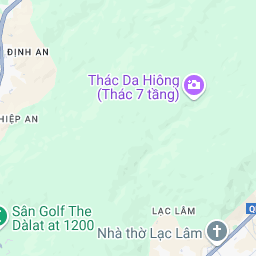 ĐỊNH AN
Thác Da Hiông
(Thác 7 tầng)
HIỆP AN
LẠC LÂM
Q
Sân Golf The
Dàlat at 1200
Nhà thờ Lạc Lâm